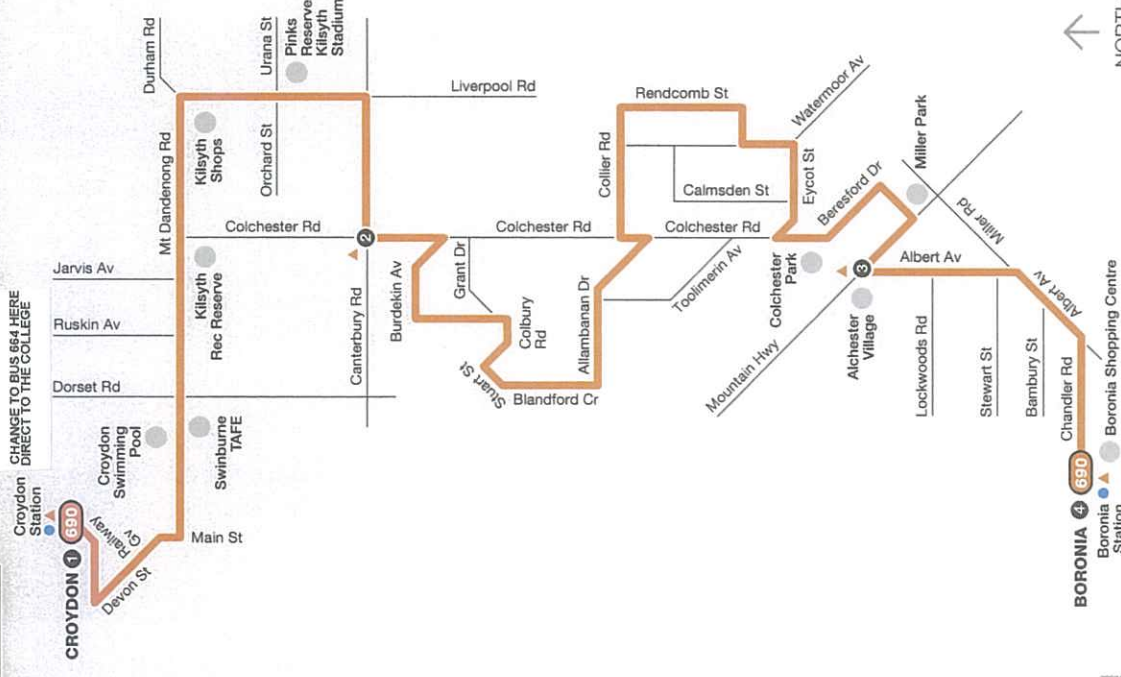 CHANGE TO BUS 664 HERE
DIRECT TO THE COLLEGE
Croydon
Station
690
CROYDON 1
Railway
Gv
Devon St
Main St
Croydon
Swimming
Pool
Swinburne
TAFE
Dorset Rd
Ruskin Av
Jarvis Av
Kilsyth
Rec Reserve
Mt Dandenong Rd
Durham Rd
Kilsyth
Shops
Urana St
Orchard St
Pinks
Reserve
Kilsyth
Stadium
Liverpool Rd
Colchester Rd
2
Canterbury Rd
Burdekin Av
Grant Dr
Colchester Rd
Colbury
Rd
Stuart St
Blandford Cr
Allambanan Dr
Toolimerin Av
Collier Rd
Rendcomb St
Calmsden St
Watermoor Av
Eycot St
Colchester Rd
Colchester
Park
Beresford Dr
Miller Park
Miller Rd
3
Alchester
Village
Mountain Hwy
Albert Av
Lockwoods Rd
Stewart St
Bambury St
Albert Av
Chandler Rd
690
BORONIA 4
Boronia
Station
Boronia Shopping Centre